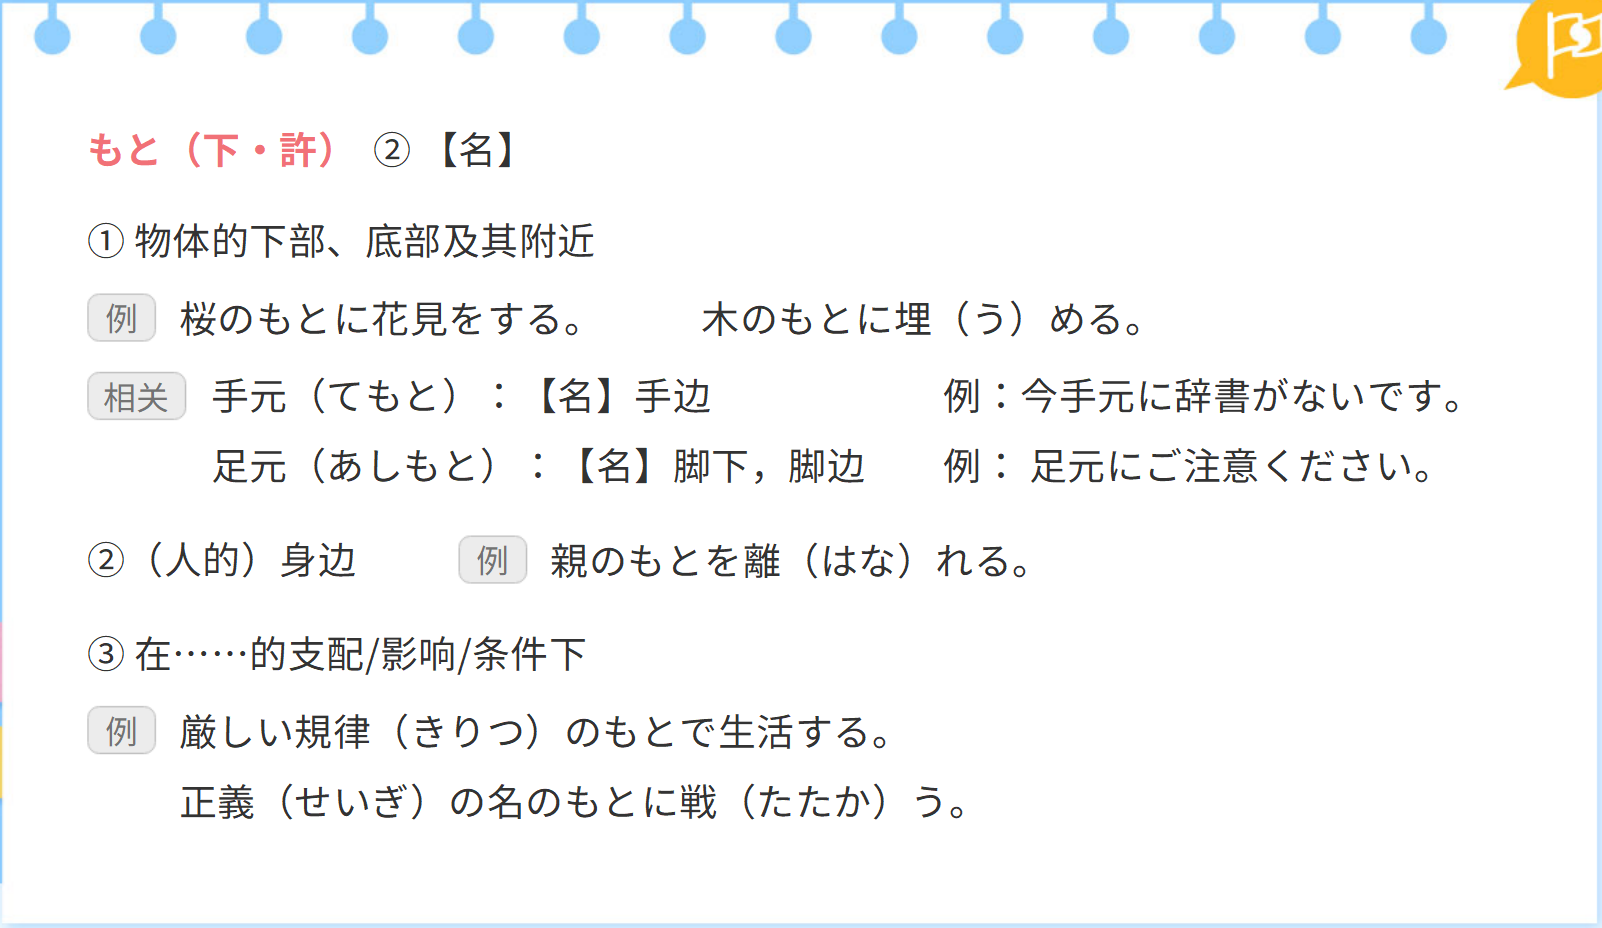 もと（下・許） ② 【名】
① 物体的下部、底部及其附近
例 桜のもとに花見をする。 木のもとに埋（う）める。
相关 手元（てもと）：【名】手边 例：今手元に辞書がないです。
足元（あしもと）：【名】脚下，脚边 例： 足元にご注意ください。
②（人的）身边 例 親のもとを離（はな）れる。
③ 在……的支配/影响/条件下
例 厳しい規律（きりつ）のもとで生活する。
正義（せいぎ）の名のもとに戦（たたか）う。